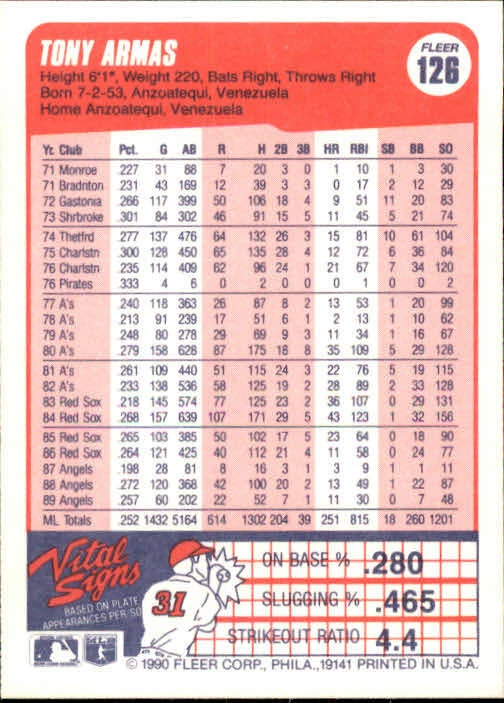 TONY ARMAS
FLEER
126
Height 6'1", Weight 220, Bats Right, Throws Right
Born 7-2-53, Anzoatequi, Venezuela
Home Anzoatequi, Venezuela
Yr. Club Pct. G AB R H 2B 3B HR RBI SB BB SO
71 Monroe .227 31 88 7 20 3 0 1 10 1 3 30
71 Bradnton .231 43 169 12 39 3 3 0 17 2 12 29
72 Gastonia .266 117 399 50 106 18 4 9 51 11 20 83
73 Shrbroke .301 84 302 46 91 15 5 11 45 5 21 74
74 Thetfrd .277 137 476 64 132 26 3 15 81 10 61 104
75 Charlstn .300 128 450 65 135 28 4 12 72 6 36 84
76 Charlstn .235 114 409 62 96 24 1 21 67 7 34 120
76 Pirates .333 4 6 0 2 0 0 0 1 0 0 2
77 A's .240 118 363 26 87 8 2 13 53 1 20 99
78 A's .213 91 239 17 51 6 1 2 13 1 10 62
79 A's .248 80 278 29 69 9 3 11 34 1 16 67
80 A's .279 158 628 87 175 18 8 35 109 5 29 128
81 A's .261 109 440 51 115 24 3 22 76 5 19 115
82 A's .233 138 536 58 125 19 2 28 89 2 33 128
83 Red Sox .218 145 574 77 125 23 2 36 107 0 29 131
84 Red Sox .268 157 639 107 171 29 5 43 123 1 32 156
85 Red Sox .265 103 385 50 102 17 5 23 64 0 18 90
86 Red Sox .264 121 425 40 112 21 4 11 58 0 24 77
87 Angels .198 28 81 8 16 3 1 3 9 1 1 11
88 Angels .272 120 368 42 100 20 2 13 49 1 22 87
89 Angels .257 60 202 22 52 7 1 11 30 0 7 48
ML Totals .252 1432 5164 614 1302 204 39 251 815 18 260 1201
Vital
Signs
BASED ON PLATE
APPEARANCES PER/SO
31
ON BASE % .280
SLUGGING % .465
STRIKEOUT RATIO 4.4
© 1990 FLEER CORP., PHILA., 19141 PRINTED IN U.S.A.